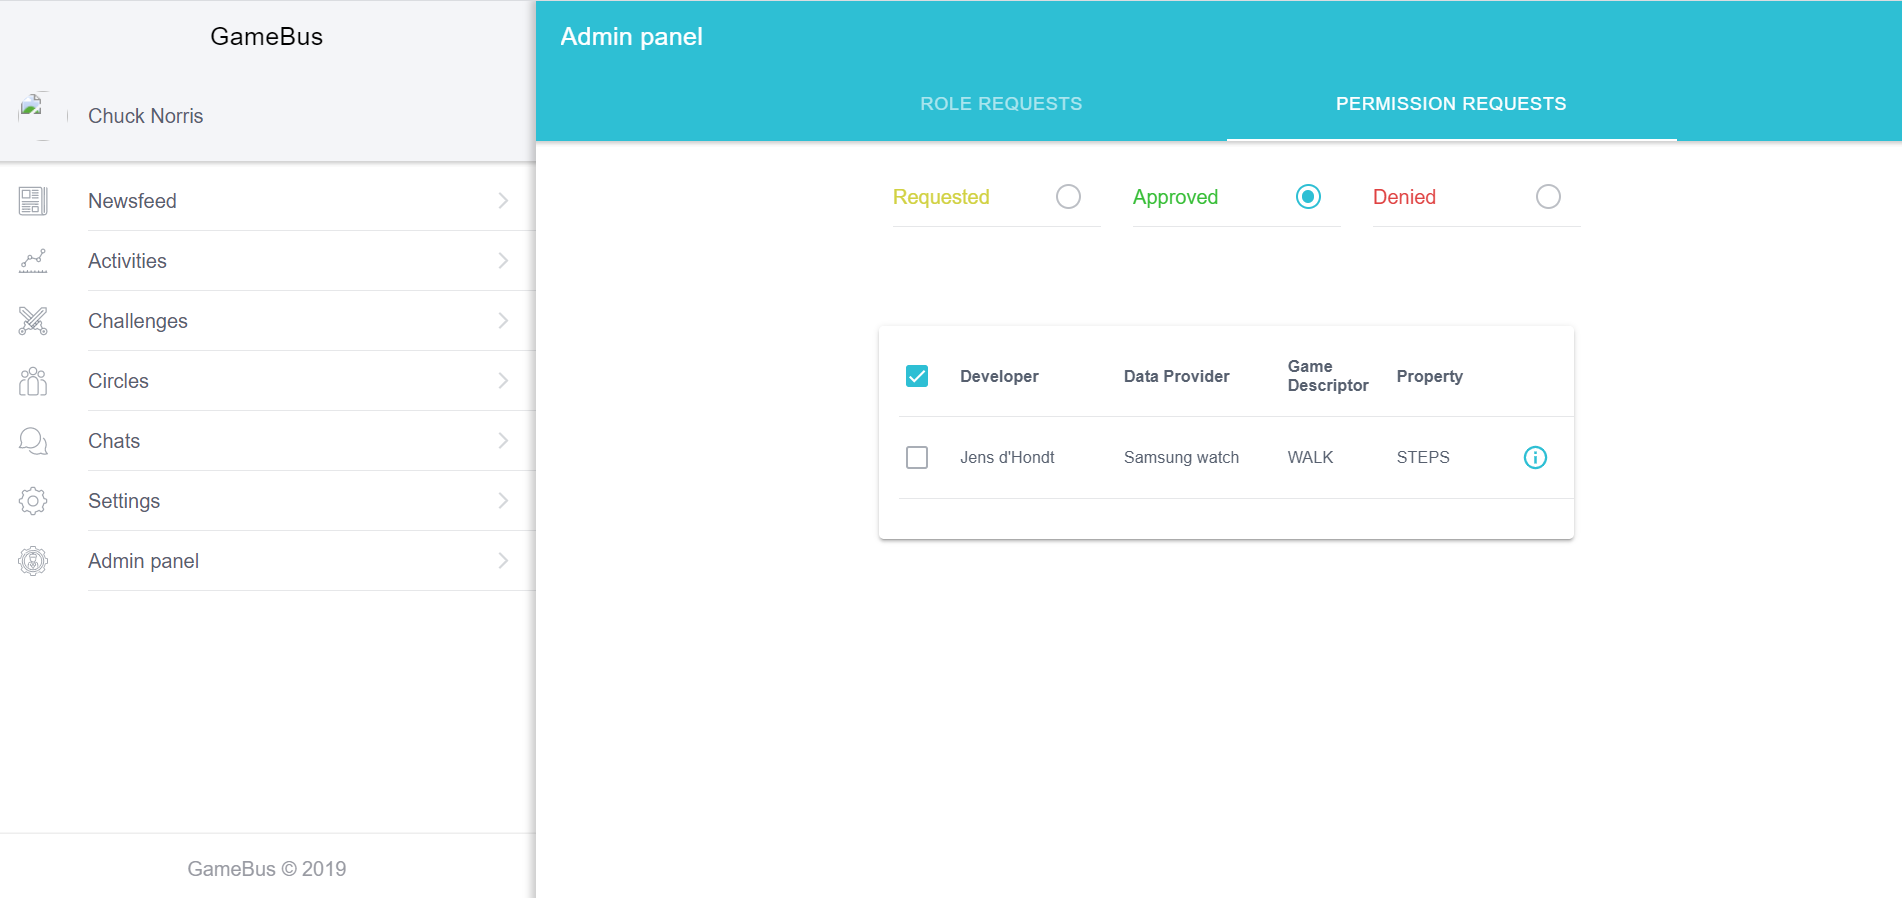 GameBus
Chuck Norris
Newsfeed
Activities
Challenges
Circles
Chats
Settings
Admin panel
GameBus © 2019
Admin panel
ROLE REQUESTS PERMISSION REQUESTS
Requested Approved Denied
Developer Data Provider Game Descriptor Property
Jens d'Hondt Samsung watch WALK STEPS